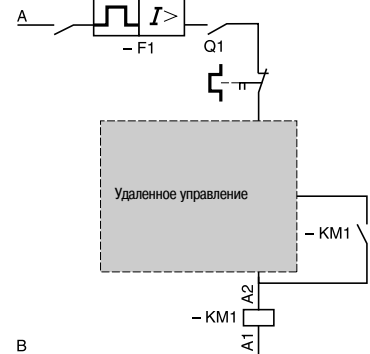 A
I>
– F1
Q1
Удаленное управление
– KM1
A2
– KM1
A1
B